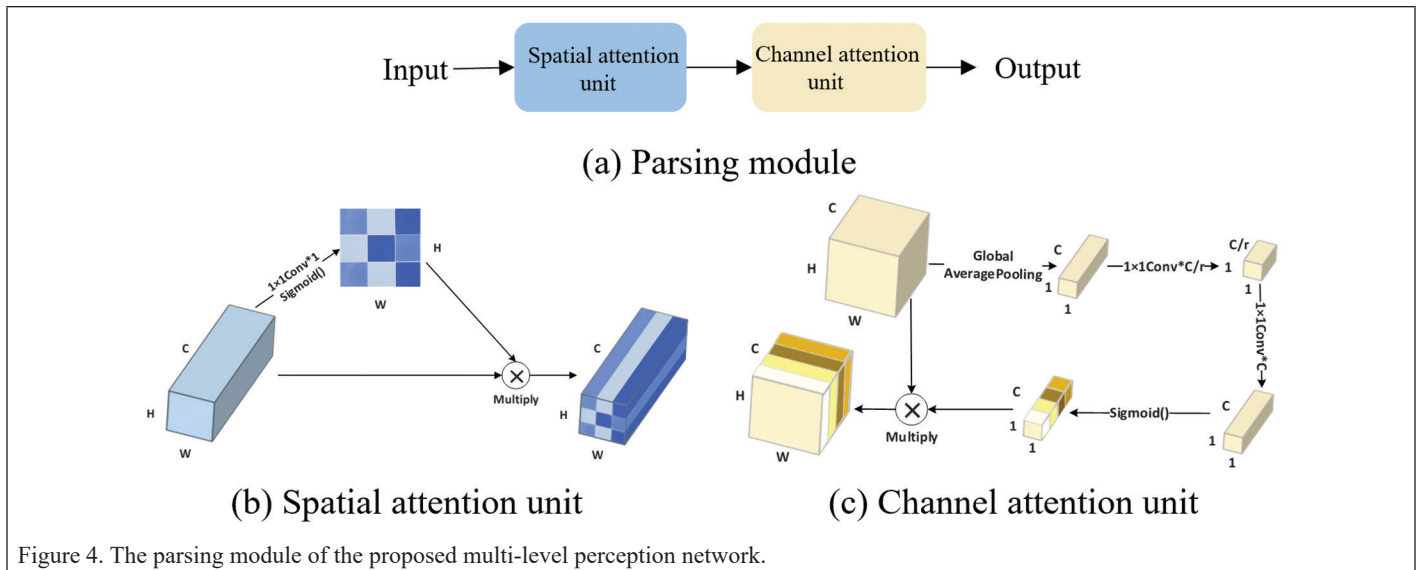 Input
Spatial attention
unit
Channel attention
unit
Output
(a) Parsing module
1×1Conv*1
Sigmoid()
H
W
C
H
W
Multiply
C
H
W
(b) Spatial attention unit
C
H
W
Global
AveragePooling
C
1
1
1×1Conv*C/r
C/r
1
1
1×1Conv*C
C
1
1
Sigmoid()
C
1
1
Multiply
C
H
W
(c) Channel attention unit
Figure 4. The parsing module of the proposed multi-level perception network.